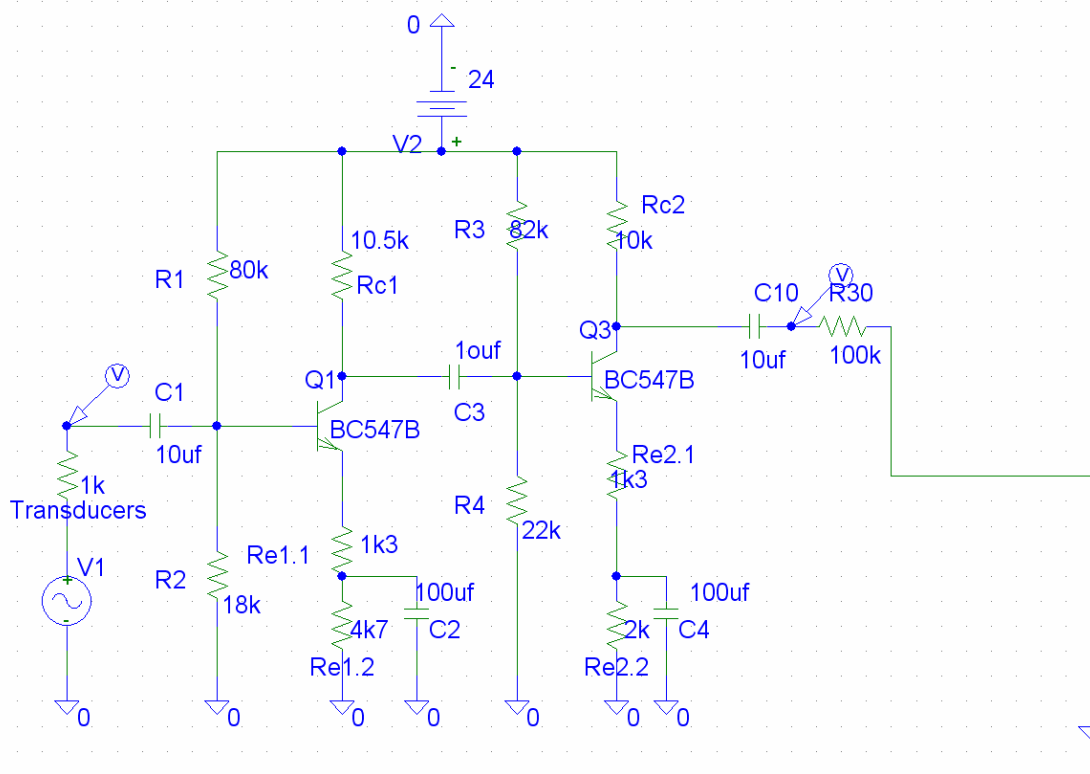 0
-
24
V2
+
Rc2
R3
82k
10k
10.5k
R1
80k
Rc1
V
C10
R30
Q3
10uf
100k
1ouf
V
Q1
BC547B
C1
C3
BC547B
10uf
Re2.1
1k3
1k
Transducers
R4
22k
Re1.1
1k3
V1
+
R2
18k
-
100uf
100uf
4k7
C2
2k
C4
Re1.2
Re2.2
0
0
0
0
0
0
0